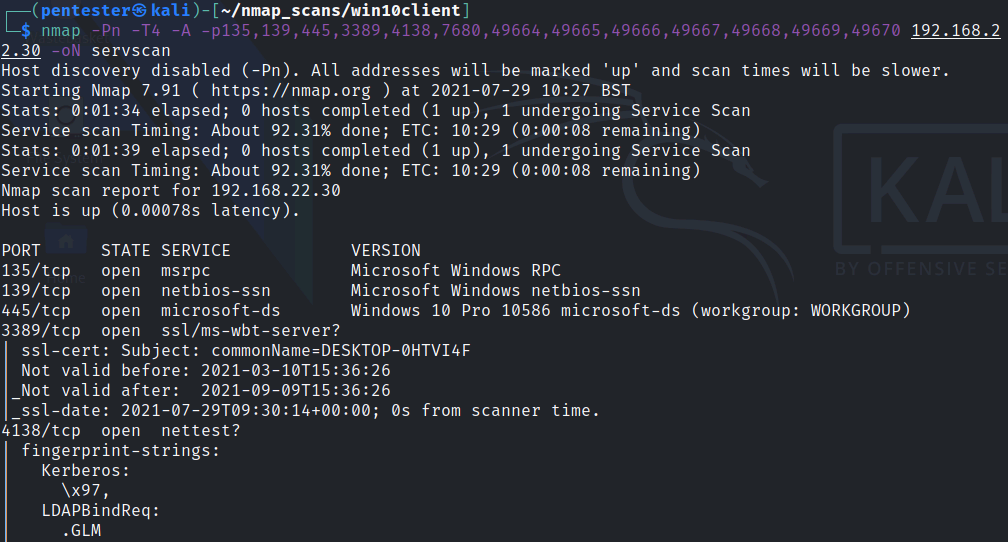 ┌──(pentester㉿kali)-[~/nmap_scans/win10client]
└─$ nmap -Pn -T4 -A -p135,139,445,3389,4138,7680,49664,49665,49666,49667,49668,49669,49670 192.168.2
2.30 -oN servscan
Host discovery disabled (-Pn). All addresses will be marked 'up' and scan times will be slower.
Starting Nmap 7.91 ( https://nmap.org ) at 2021-07-29 10:27 BST
Stats: 0:01:34 elapsed; 0 hosts completed (1 up), 1 undergoing Service Scan
Service scan Timing: About 92.31% done; ETC: 10:29 (0:00:08 remaining)
Stats: 0:01:39 elapsed; 0 hosts completed (1 up), 1 undergoing Service Scan
Service scan Timing: About 92.31% done; ETC: 10:29 (0:00:08 remaining)
Nmap scan report for 192.168.22.30
Host is up (0.00078s latency).
PORT STATE SERVICE VERSION
135/tcp open msrpc Microsoft Windows RPC
139/tcp open netbios-ssn Microsoft Windows netbios-ssn
445/tcp open microsoft-ds Windows 10 Pro 10586 microsoft-ds (workgroup: WORKGROUP)
3389/tcp open ssl/ms-wbt-server?
| ssl-cert: Subject: commonName=DESKTOP-0HTVI4F
| Not valid before: 2021-03-10T15:36:26
|_Not valid after: 2021-09-09T15:36:26
|_ssl-date: 2021-07-29T09:30:14+00:00; 0s from scanner time.
4138/tcp open nettest?
| fingerprint-strings:
| Kerberos:
| \x97,
| LDAPBindReq:
| .GLM
KAL
BY OFFENSIVE SE